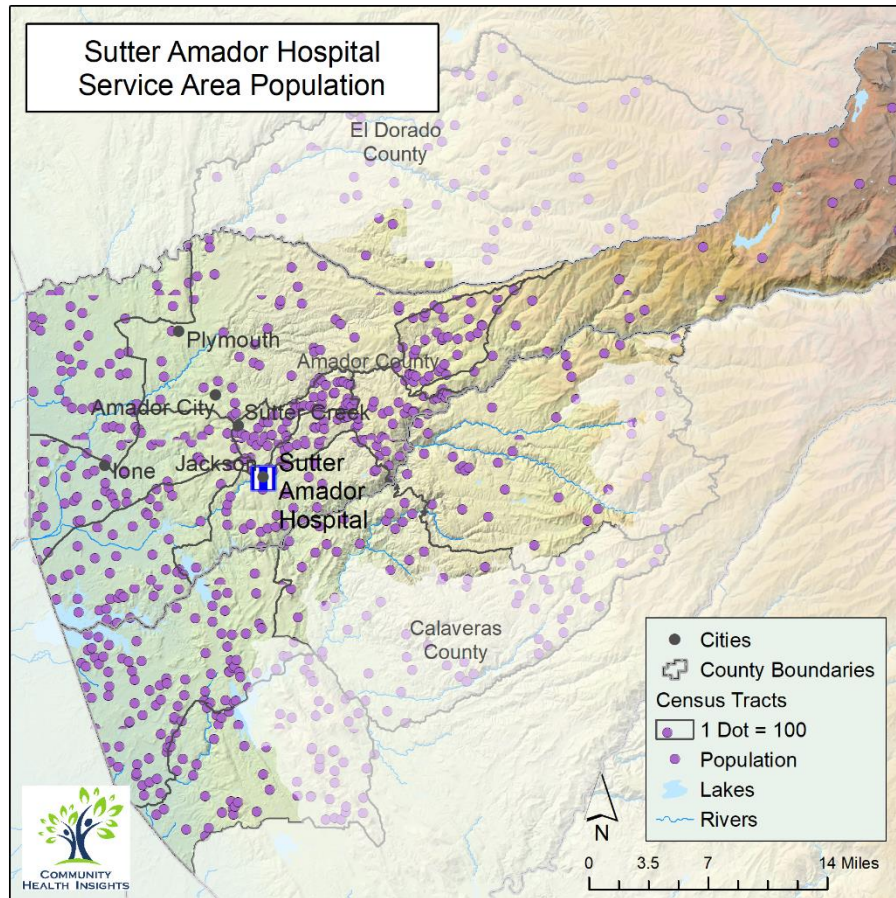 Sutter Amador Hospital
Service Area Population
El Dorado
County
Plymouth
Amador County
Amador City
Sutter Creek
Ione
Jackson
Sutter
Amador
Hospital
Calaveras
County
Cities
County Boundaries
Census Tracts
1 Dot = 100
Population
Lakes
Rivers
N
0 3.5 7 14 Miles
COMMUNITY
HEALTH INSIGHTS